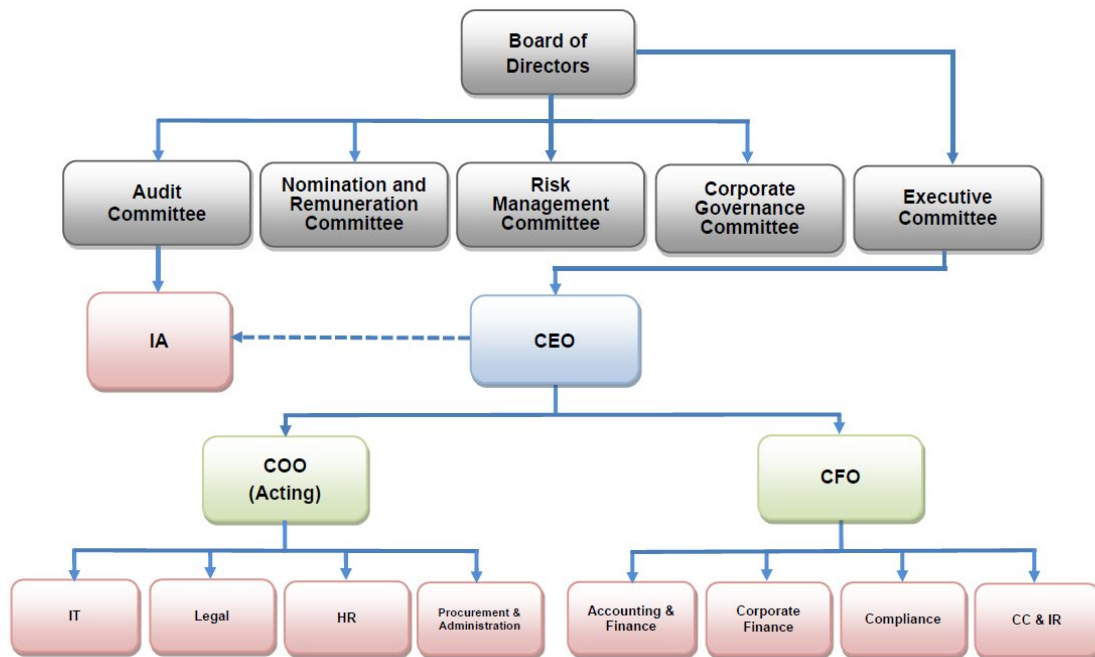 Board of
Directors
Audit
Committee
Nomination and
Remuneration
Committee
Risk
Management
Committee
Corporate
Governance
Committee
Executive
Committee
IA
CEO
COO
(Acting)
CFO
IT
Legal
HR
Procurement &
Administration
Accounting &
Finance
Corporate
Finance
Compliance
CC & IR